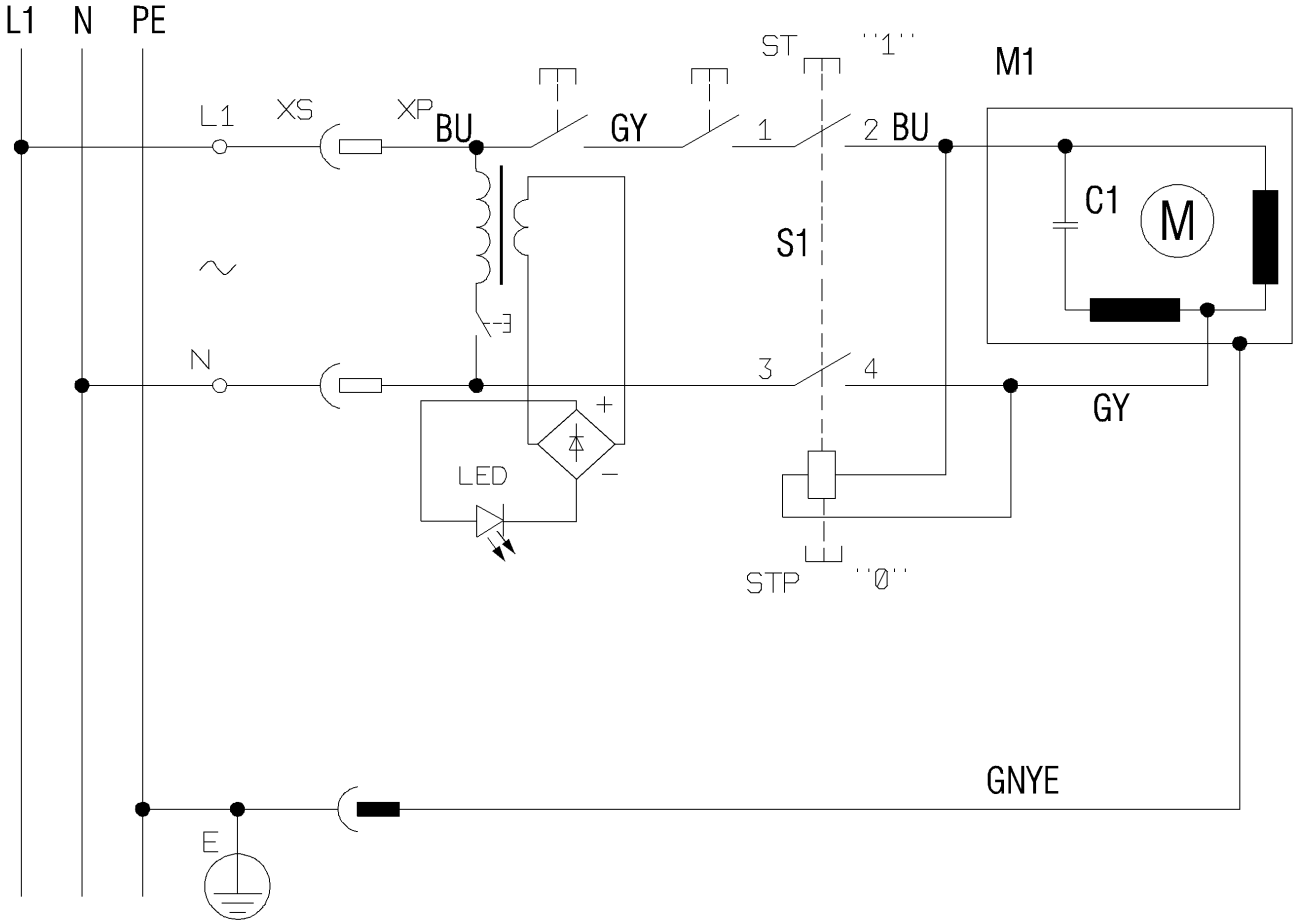 L1 N PE
ST "1"
M1
L1 XS XP BU GY 1 2 BU
C1 M
S1
~
N 3 4
GY
+
LED
-
STP "0"
GNYE
E